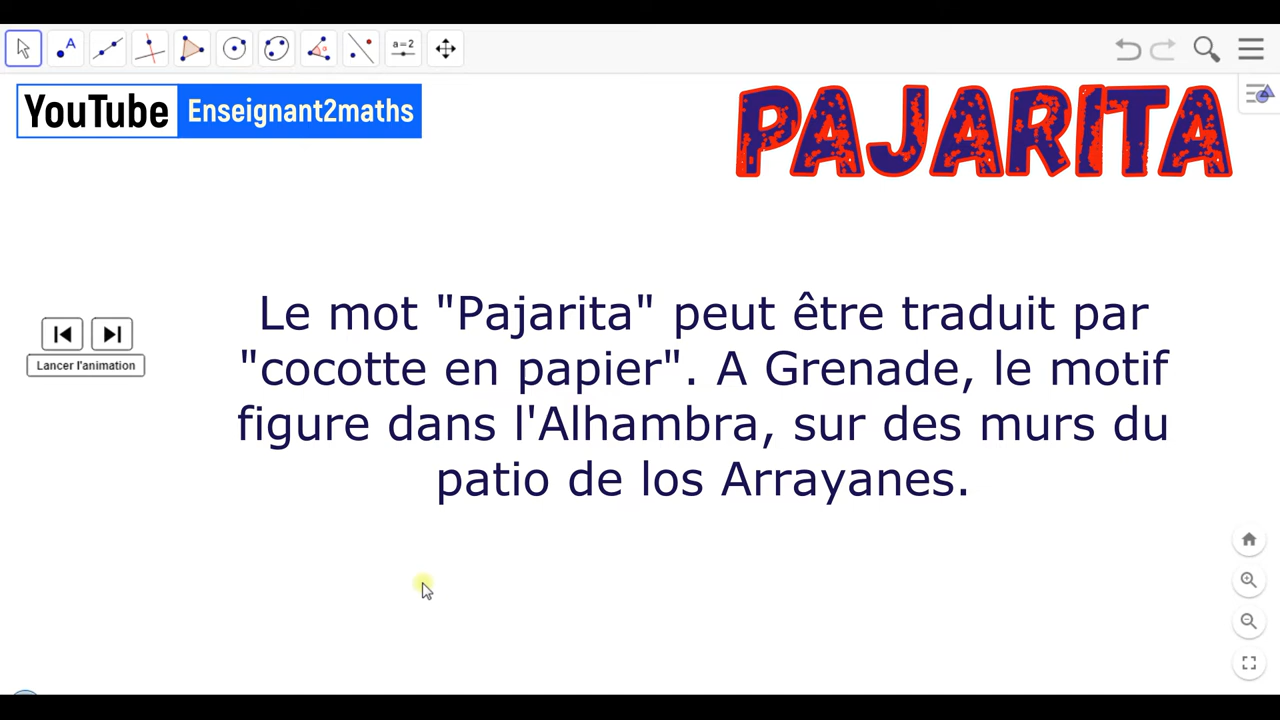 a=2
YouTube Enseignant2maths
PAJARITA
Le mot "Pajarita" peut être traduit par
"cocotte en papier". A Grenade, le motif
figure dans l'Alhambra, sur des murs du
patio de los Arrayanes.
Lancer l'animation